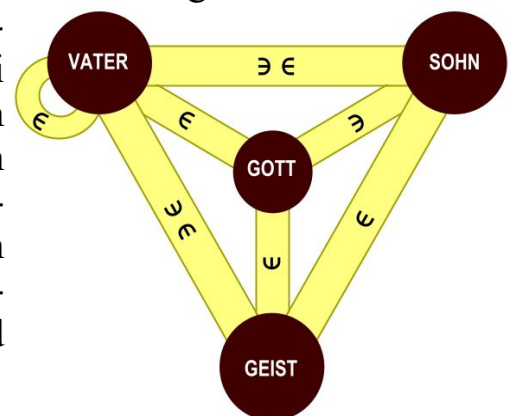 VATER ∋ ∈ SOHN
∈ ∈ ∋
GOTT
∋ ∈ ∈
∈
GEIST